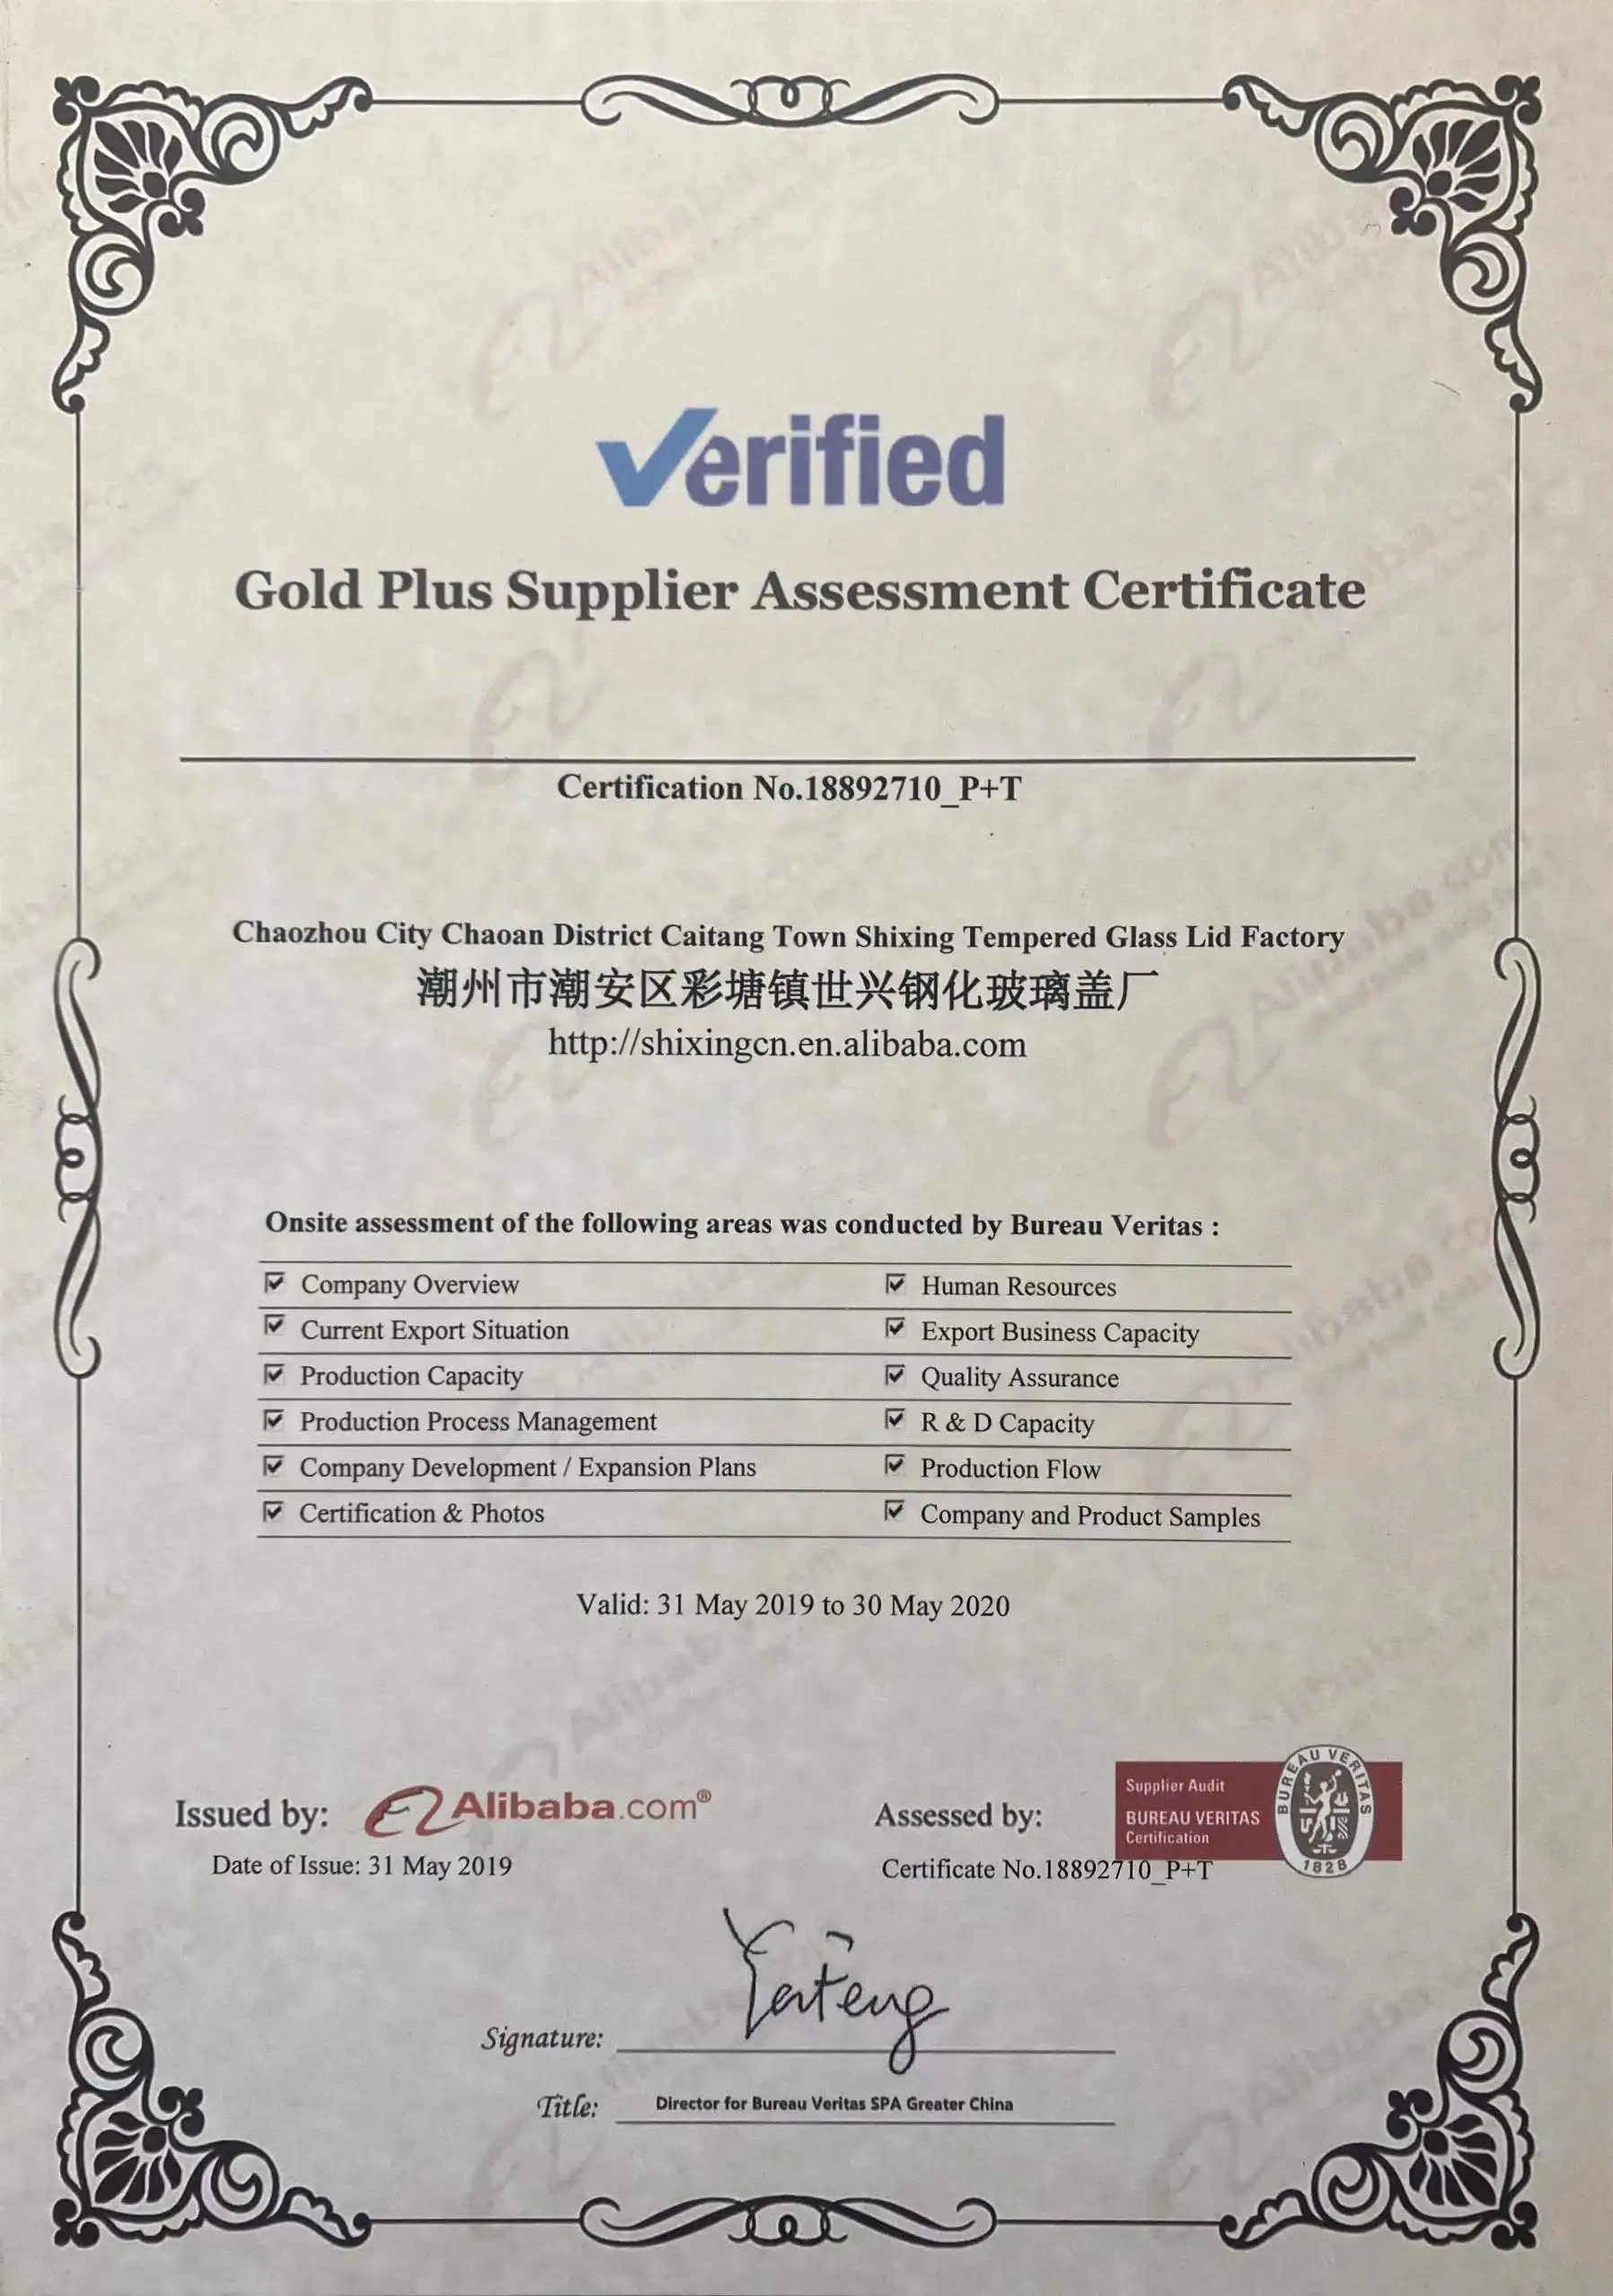 Verified
Gold Plus Supplier Assessment Certificate
Certification No.18892710_P+T
Chaozhou City Chaoan District Caitang Town Shixing Tempered Glass Lid Factory
潮州市潮安区彩塘镇世兴钢化玻璃盖厂
http://shixingcn.en.alibaba.com
Onsite assessment of the following areas was conducted by Bureau Veritas :
Company Overview Human Resources
Current Export Situation Export Business Capacity
Production Capacity Quality Assurance
Production Process Management R & D Capacity
Company Development / Expansion Plans Production Flow
Certification & Photos Company and Product Samples
Valid: 31 May 2019 to 30 May 2020
Issued by: Alibaba.com®
Date of Issue: 31 May 2019
Assessed by:
Supplier Audit
BUREAU VERITAS
Certification
BUREAU VERITAS
1828
Certificate No.18892710_P+T
Signature:
Title: Director for Bureau Veritas SPA Greater China